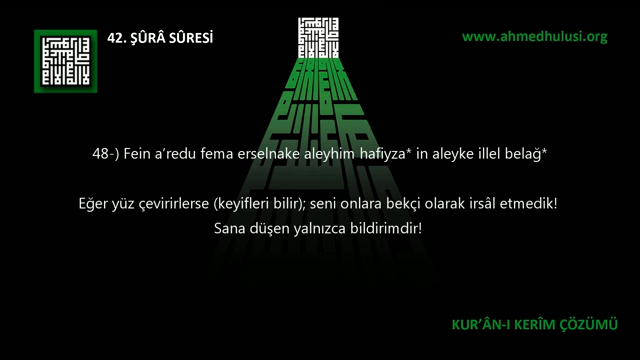 42. ŞÛRÂ SÛRESİ
www.ahmedhulusi.org
48-) Fein a’redu fema erselnake aleyhim hafiyza* in aleyke illel belağ*
Eğer yüz çevirirlerse (keyifleri bilir); seni onlara bekçi olarak irsâl etmedik!
Sana düşen yalnızca bildirimdir!
KUR’ÂN-I KERÎM ÇÖZÜMÜ